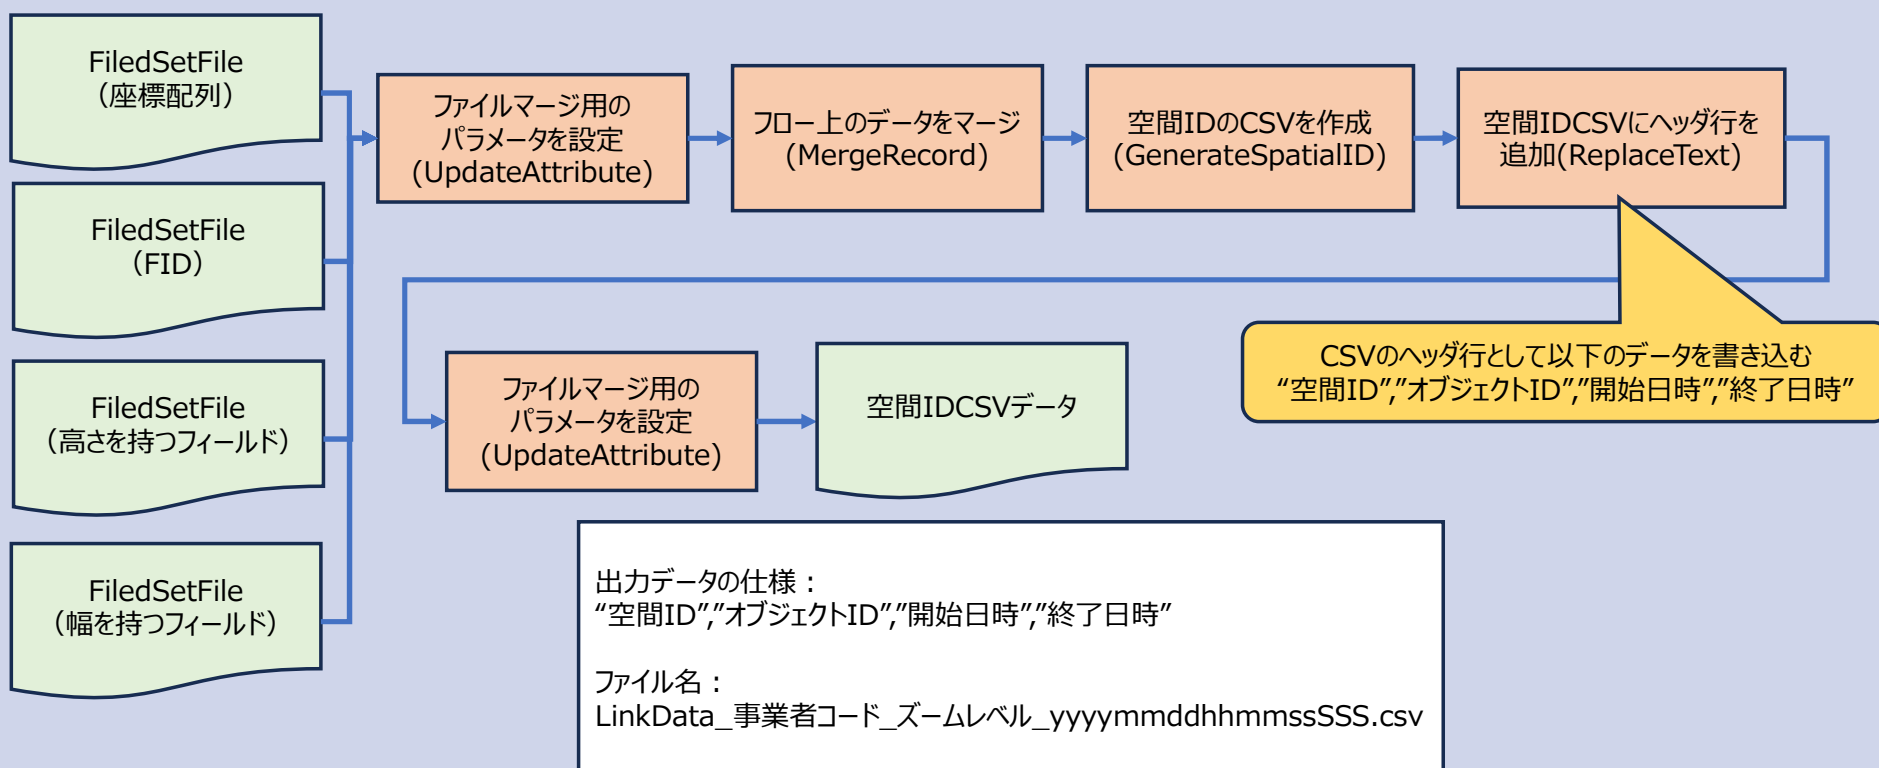 FiledSetFile
（座標配列）
FiledSetFile
（FID）
FiledSetFile
（高さを持つフィールド）
FiledSetFile
（幅を持つフィールド）
ファイルマージ用の
パラメータを設定
(UpdateAttribute)
フロー上のデータをマージ
(MergeRecord)
空間IDのCSVを作成
(GenerateSpatialID)
空間IDCSVにヘッダ行を
追加(ReplaceText)
CSVのヘッダ行として以下のデータを書き込む
“空間ID”,”オブジェクトID”,”開始日時”,”終了日時”
ファイルマージ用の
パラメータを設定
(UpdateAttribute)
空間IDCSVデータ
出力データの仕様：
“空間ID”,”オブジェクトID”,”開始日時”,”終了日時”
ファイル名：
LinkData_事業者コード_ズームレベル_yyyymmddhhmmssSSS.csv